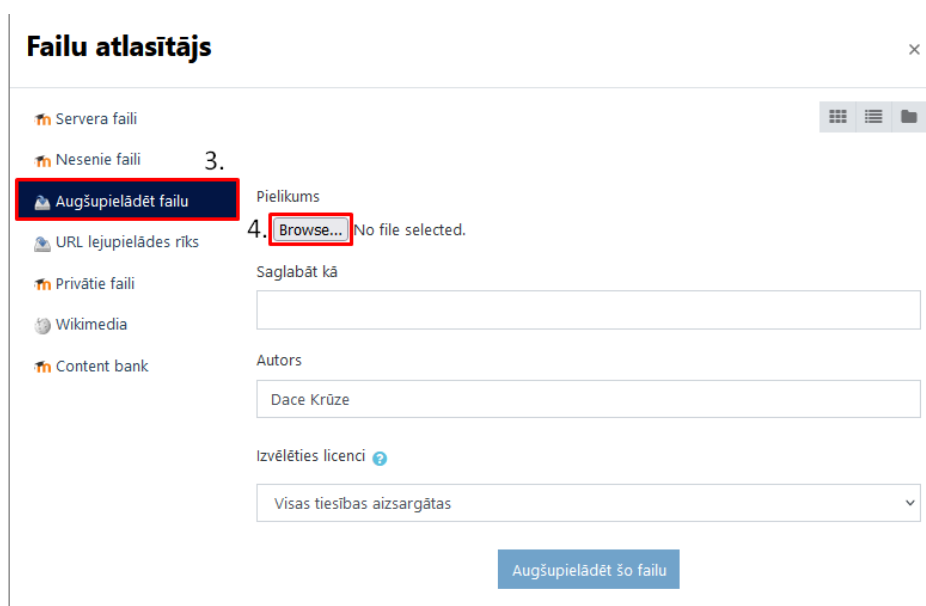 Failu atlasītājs
×
Servera faili
Nesenie faili
3.
Augšupielādēt failu
URL lejupielādes rīks
Privātie faili
Wikimedia
Content bank
Pielikums
4. Browse... No file selected.
Saglabāt kā
Autors
Dace Krūze
Izvēlēties licenci ?
Visas tiesības aizsargātas
Augšupielādēt šo failu